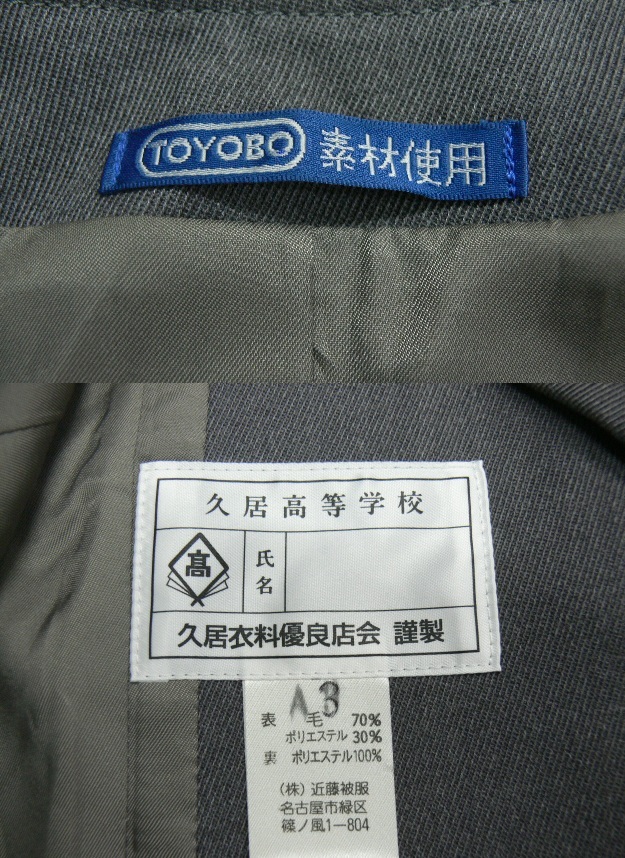 TOYOBO 素材使用
久居高等学校
髙
氏名
久居衣料優良店会 謹製
A3
表 毛 70%
ポリエステル 30%
裏 ポリエステル100%
(株) 近藤被服
名古屋市緑区
篠ノ風1-804